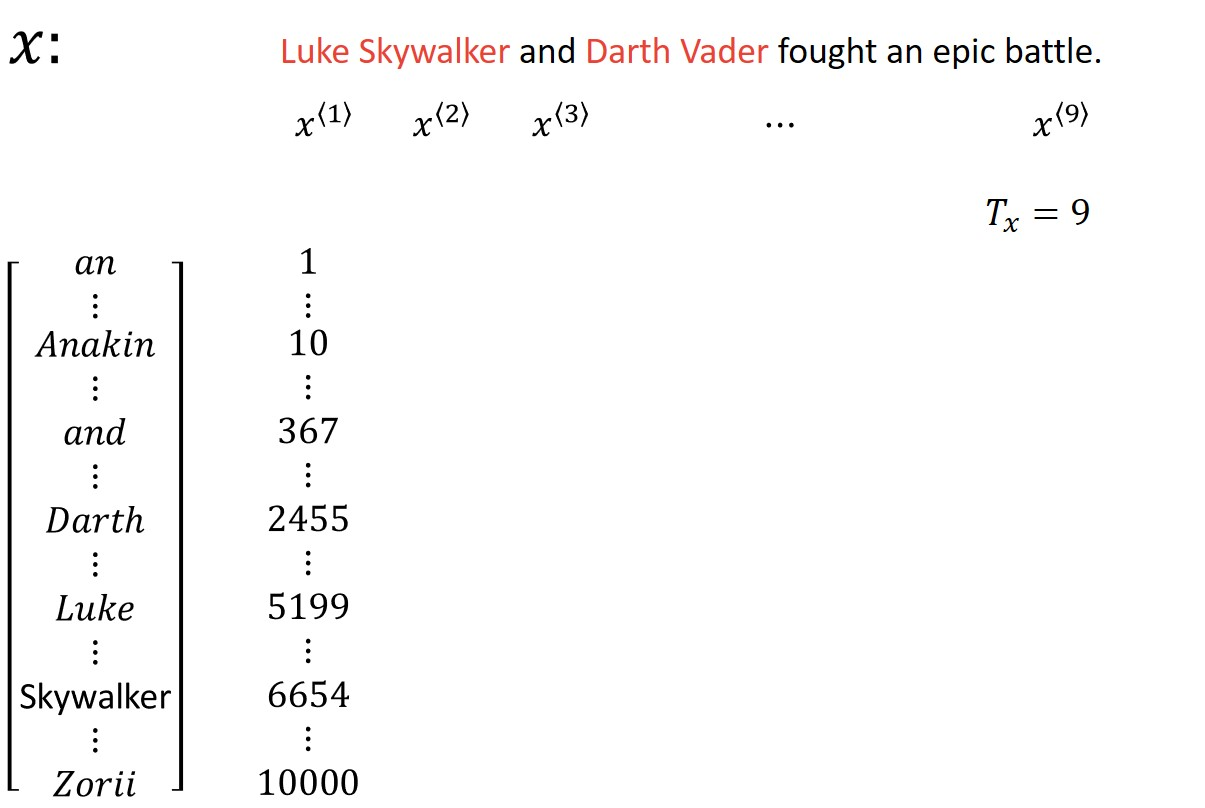 x: Luke Skywalker and Darth Vader fought an epic battle.
x⟨1⟩ x⟨2⟩ x⟨3⟩ ⋯ x⟨9⟩
Tₓ = 9
an 1
⋮ ⋮
Anakin 10
⋮ ⋮
and 367
⋮ ⋮
Darth 2455
⋮ ⋮
Luke 5199
⋮ ⋮
Skywalker 6654
⋮ ⋮
Zorii 10000